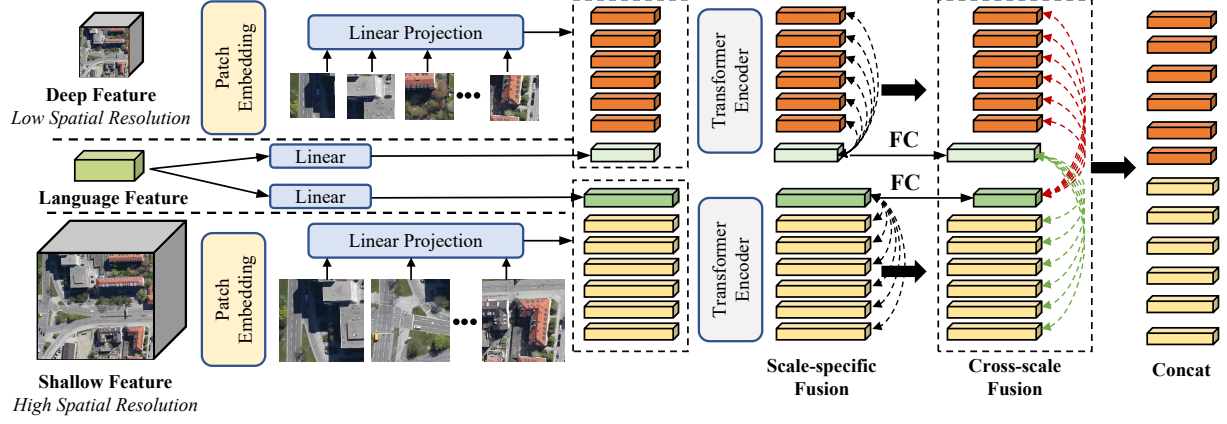 Deep Feature
Low Spatial Resolution
Patch
Embedding
Linear Projection
Transformer
Encoder
Language Feature
Linear
Linear
FC
FC
Shallow Feature
High Spatial Resolution
Patch
Embedding
Linear Projection
Transformer
Encoder
Scale-specific
Fusion
Cross-scale
Fusion
Concat